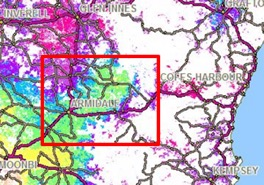 INVERELL
GLEN INNES
GRAFTO
COFFS HARBOUR
ARMIDALE
MOONBI
KEMPSEY